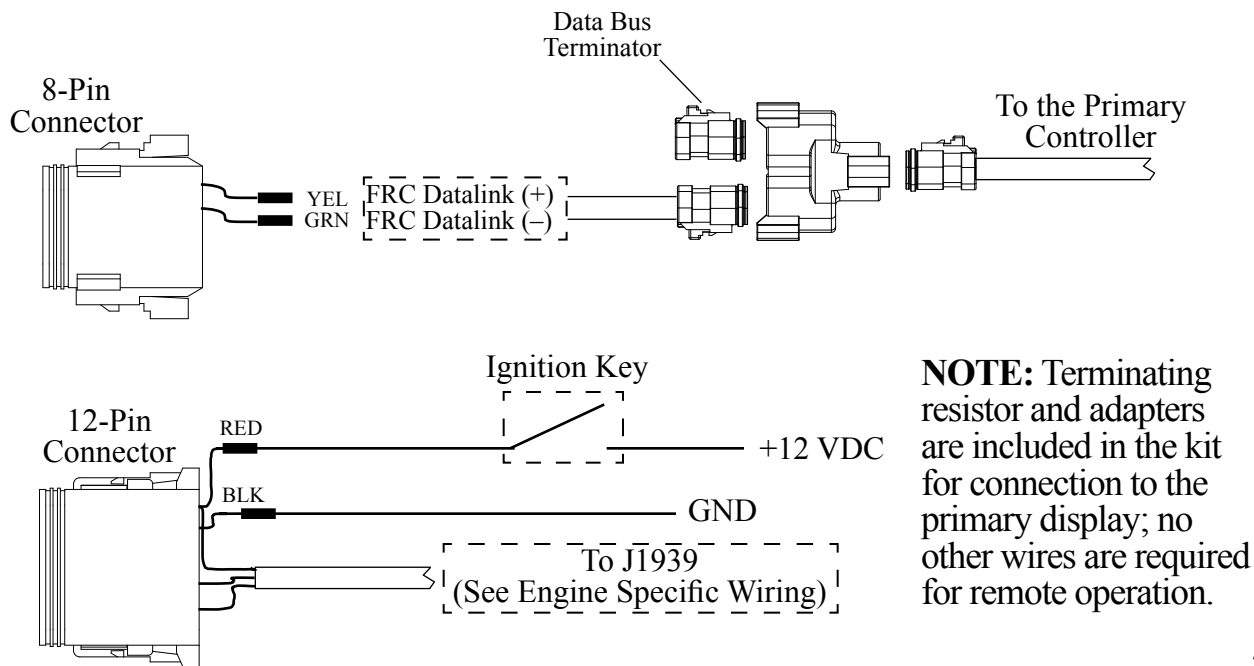 Data Bus
Terminator
8-Pin
Connector
To the Primary
Controller
YEL
FRC Datalink (+)
GRN
FRC Datalink (–)
Ignition Key
12-Pin
Connector
RED
+12 VDC
BLK
GND
To J1939
(See Engine Specific Wiring)
NOTE: Terminating
resistor and adapters
are included in the kit
for connection to the
primary display; no
other wires are required
for remote operation.